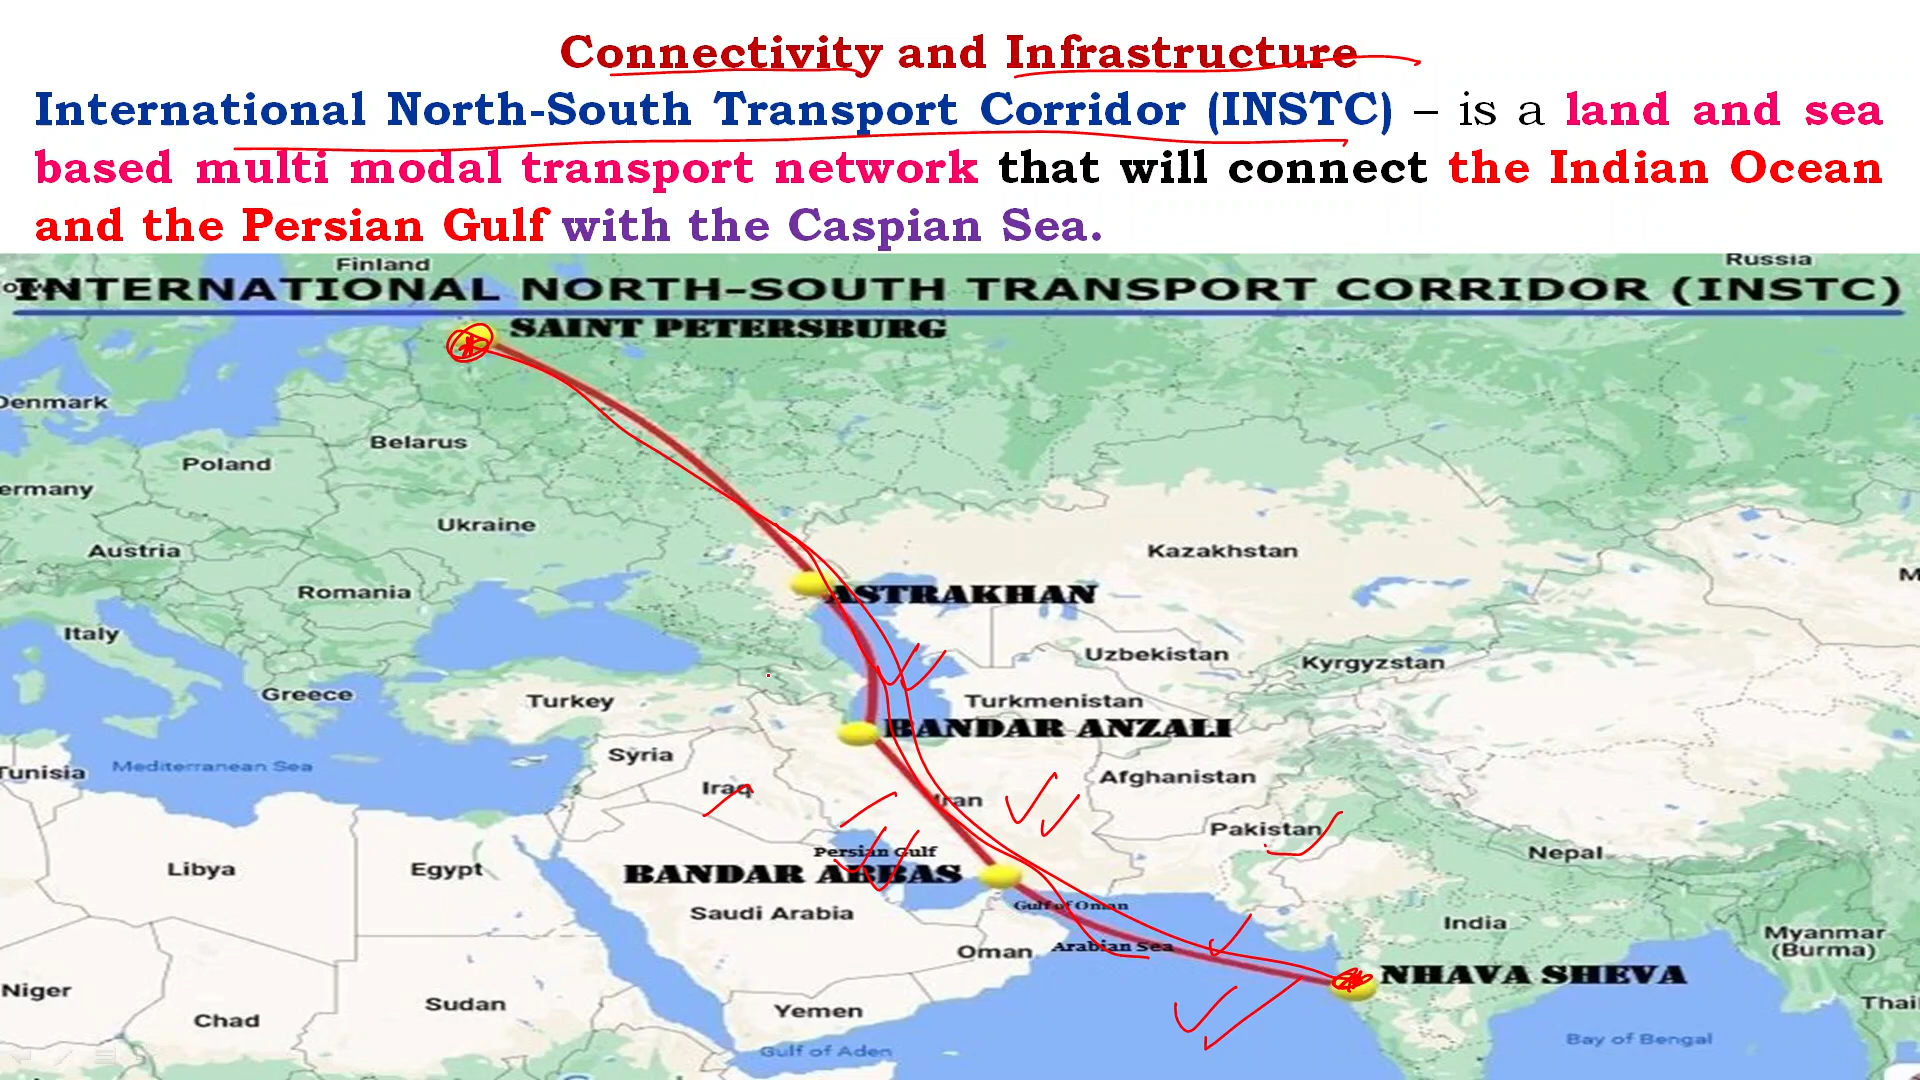 Connectivity and Infrastructure
International North-South Transport Corridor (INSTC) – is a land and sea
based multi modal transport network that will connect the Indian Ocean
and the Persian Gulf with the Caspian Sea.
Finland
Russia
INTERNATIONAL NORTH-SOUTH TRANSPORT CORRIDOR (INSTC)
SAINT PETERSBURG
Denmark
Belarus
Poland
ermany
Ukraine
Austria
Kazakhstan
Romania
ASTRAKHAN
Italy
Uzbekistan
Kyrgyzstan
Greece
Turkey
Turkmenistan
BANDAR ANZALI
Syria
Tunisia
Mediterranean Sea
Afghanistan
Iraq
Iran
Pakistan
Persian Gulf
Nepal
Libya
Egypt
BANDAR ABBAS
Gulf of Oman
Saudi Arabia
India
Myanmar
(Burma)
Oman
Arabian Sea
NHAVA SHEVA
Niger
Sudan
Yemen
Thai
Chad
Bay of Bengal
Gulf of Aden